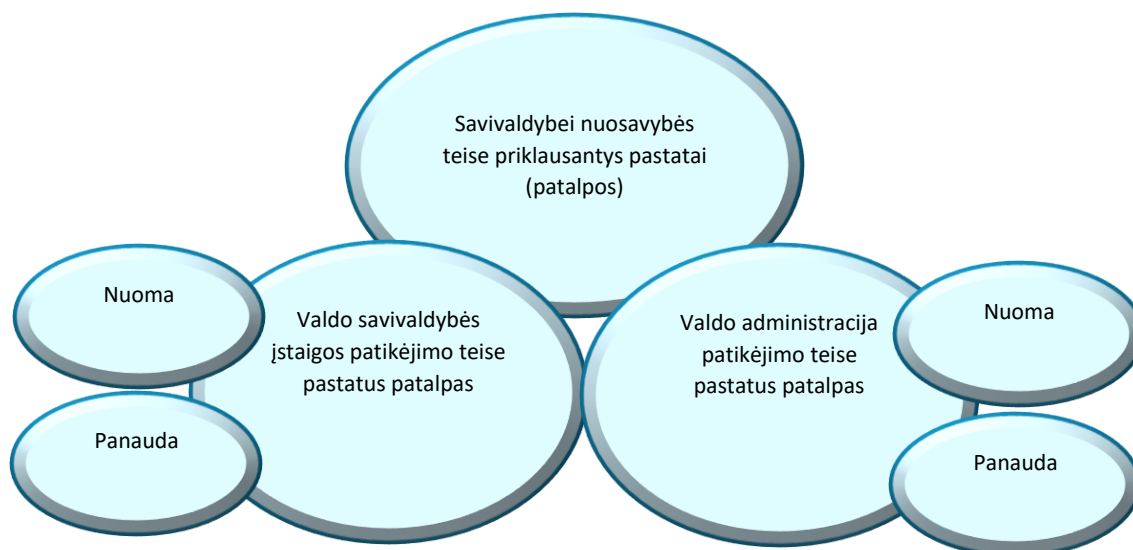 Savivaldybei nuosavybės
teise priklausantys pastatai
(patalpos)
Nuoma
Panauda
Valdo savivaldybės
įstaigos patikėjimo teise
pastatus patalpas
Valdo administracija
patikėjimo teise
pastatus patalpas
Nuoma
Panauda